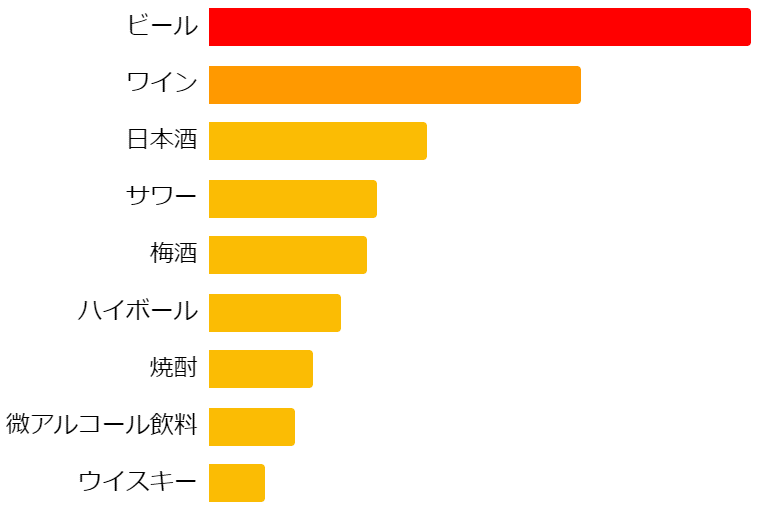 ビール
ワイン
日本酒
サワー
梅酒
ハイボール
焼酎
微アルコール飲料
ウイスキー